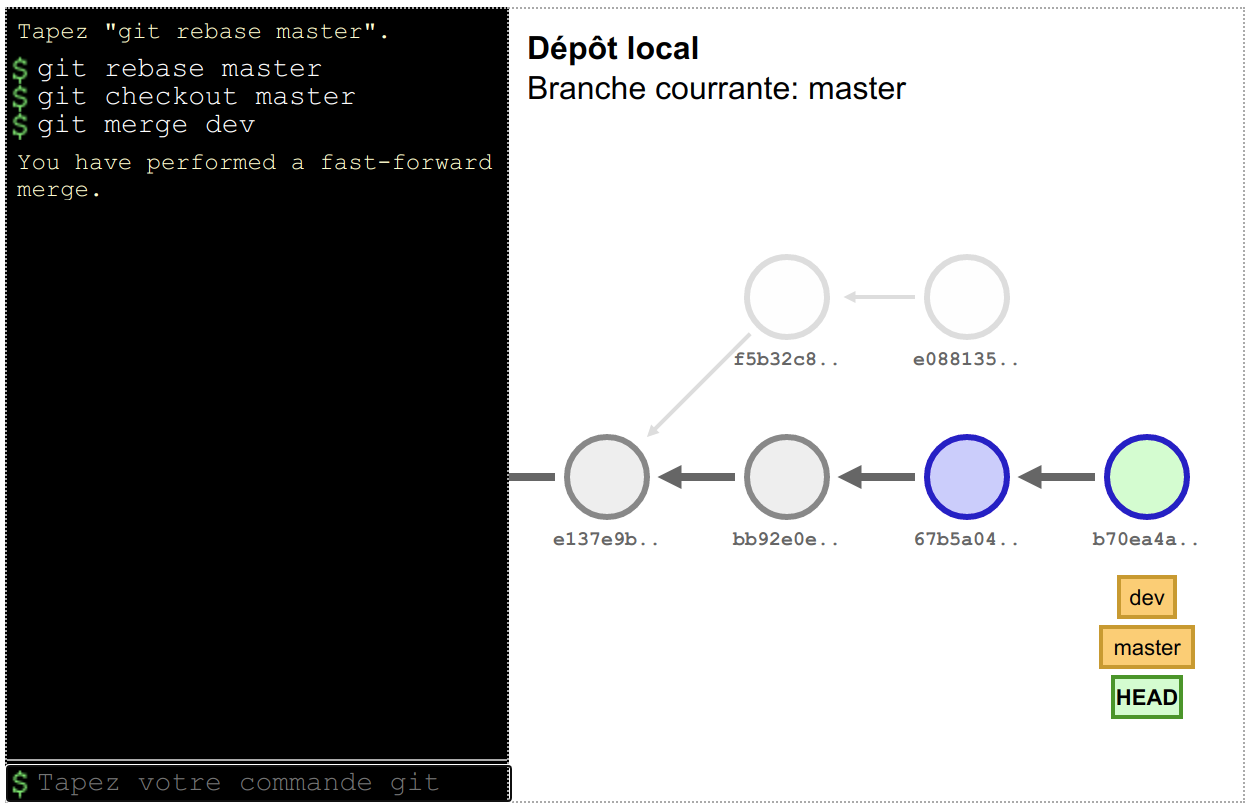 Tapez "git rebase master".
$ git rebase master
$ git checkout master
$ git merge dev
You have performed a fast-forward
merge.
$ Tapez votre commande git
Dépôt local
Branche courrante: master
f5b32c8..
e088135..
e137e9b..
bb92e0e..
67b5a04..
b70ea4a..
dev
master
HEAD